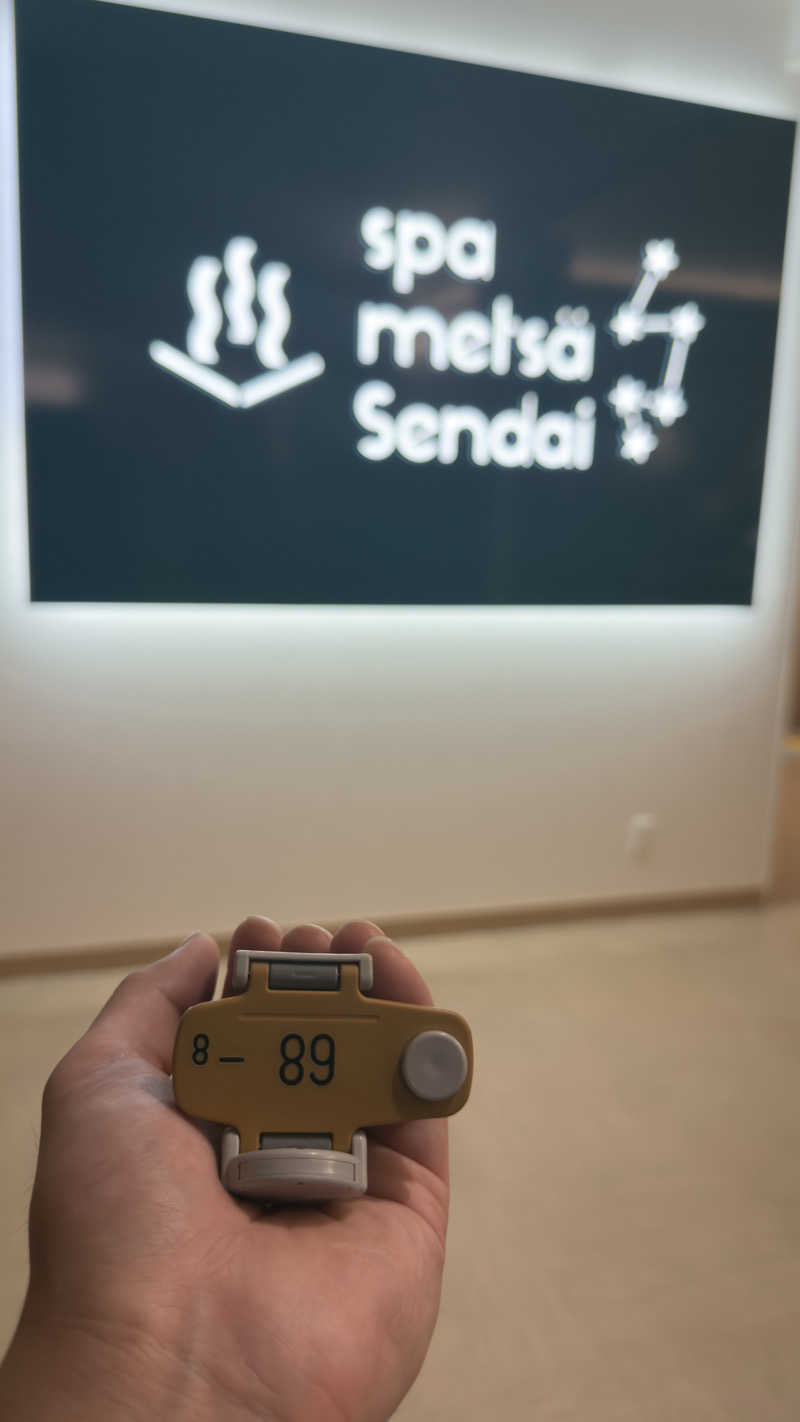 spa
metsä
Sendai
8- 89